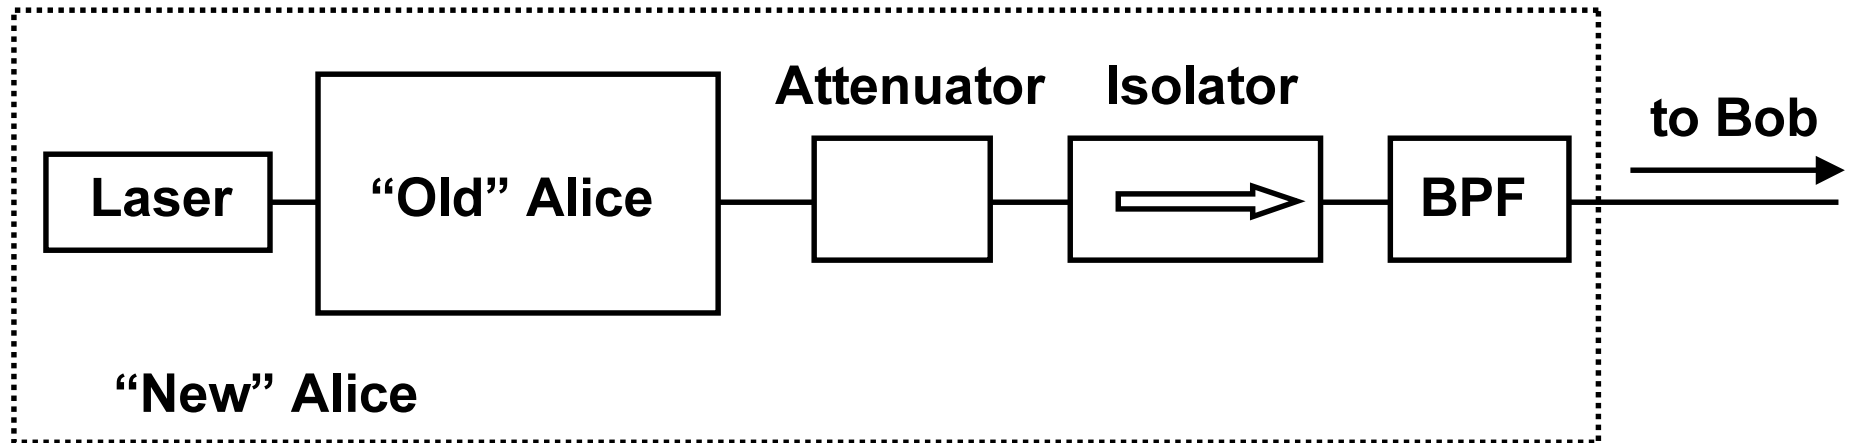 Attenuator
Isolator
to Bob
Laser
“Old” Alice
BPF
“New” Alice